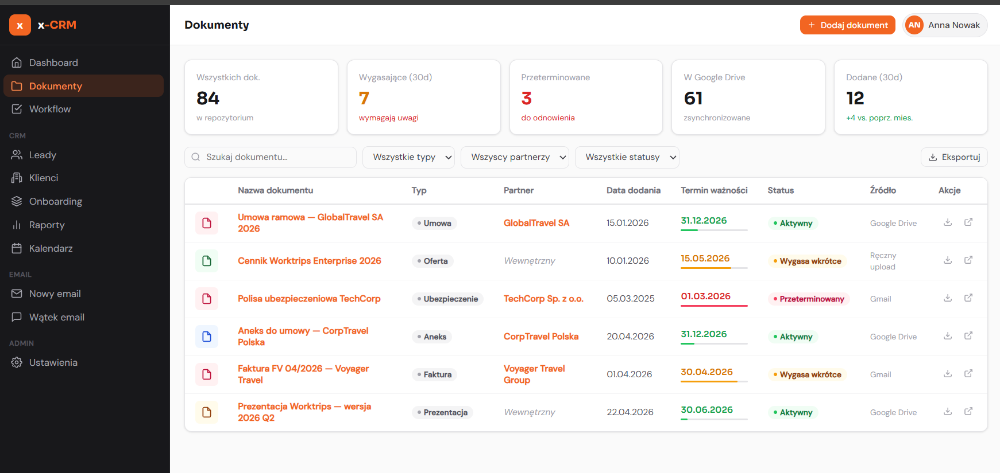 x
x-CRM
Dashboard
Dokumenty
Workflow
CRM
Leady
Klienci
Onboarding
Raporty
Kalendarz
EMAIL
Nowy email
Wątek email
ADMIN
Ustawienia
Dokumenty
+ Dodaj dokument
AN Anna Nowak
Wszystkich dok.
84
w repozytorium
Wygasające (30d)
7
wymagają uwagi
Przeterminowane
3
do odnowienia
W Google Drive
61
zsynchronizowane
Dodane (30d)
12
+4 vs. poprz. mies.
Szukaj dokumentu...
Wszystkie typy
Wszyscy partnerzy
Wszystkie statusy
Eksportuj
Nazwa dokumentu Typ Partner Data dodania Termin ważności Status Źródło Akcje
Umowa ramowa — GlobalTravel SA
2026
Umowa
GlobalTravel SA
15.01.2026
31.12.2026
Aktywny
Google Drive
Cennik Worktrips Enterprise 2026
Oferta
Wewnętrzny
10.01.2026
15.05.2026
Wygasa wkrótce
Ręczny
upload
Polisa ubezpieczeniowa TechCorp
Ubezpieczenie
TechCorp Sp. z o.o.
05.03.2025
01.03.2026
Przeterminowany
Gmail
Aneks do umowy — CorpTravel
Polska
Aneks
CorpTravel Polska
20.04.2026
31.12.2026
Aktywny
Google Drive
Faktura FV 04/2026 — Voyager
Travel
Faktura
Voyager Travel
Group
01.04.2026
30.04.2026
Wygasa wkrótce
Gmail
Prezentacja Worktrips — wersja
2026 Q2
Prezentacja
Wewnętrzny
22.04.2026
30.06.2026
Aktywny
Google Drive